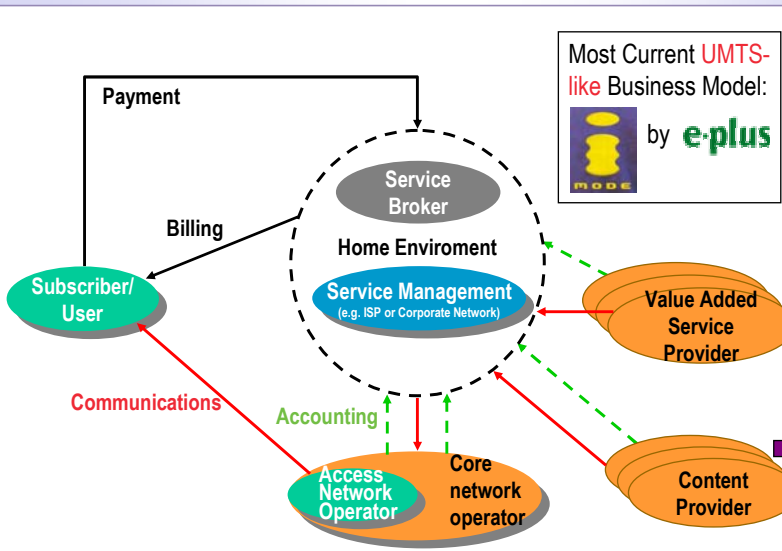 Most Current UMTS-
like Business Model:
i
MODE
by e-plus
Payment
Service
Broker
Billing
Home Enviroment
Subscriber/
User
Service Management
(e.g. ISP or Corporate Network)
Value Added
Service
Provider
Communications
Accounting
Access
Network
Operator
Core
network
operator
Content
Provider